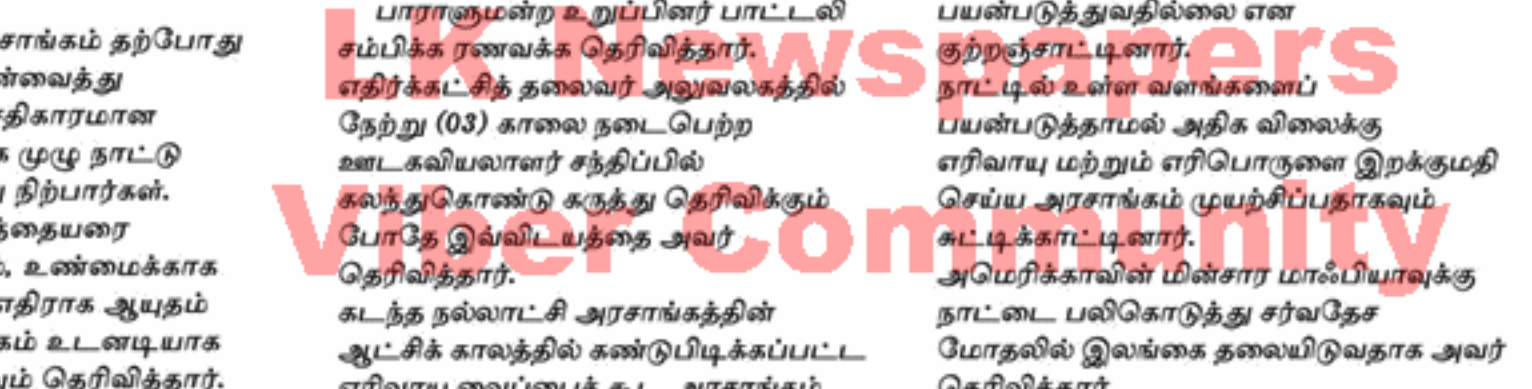 சாங்கம் தற்போது
ன்வைத்து
திகாரமான
க முழு நாட்டு
நிற்பார்கள்.
த்தையரை
உண்மைக்காக
எதிராக ஆயுதம்
கம் உடனடியாக
ம் தெரிவித்தார்.
பாராளுமன்ற உறுப்பினர் பாட்டலி
சம்பிக்க ரணவக்க தெரிவித்தார்.
எதிர்க்கட்சித் தலைவர் அலுவலகத்தில்
நேற்று (03) காலை நடைபெற்ற
ஊடகவியலாளர் சந்திப்பில்
கலந்துகொண்டு கருத்து தெரிவிக்கும்
போதே இவ்விடயத்தை அவர்
தெரிவித்தார்.
கடந்த நல்லாட்சி அரசாங்கத்தின்
ஆட்சிக் காலத்தில் கண்டுபிடிக்கப்பட்ட
எரிவாயு வைப்பைக் கூட அரசாங்கம்
பயன்படுத்துவதில்லை என
குற்றஞ்சாட்டினார்.
நாட்டில் உள்ள வளங்களைப்
பயன்படுத்தாமல் அதிக விலைக்கு
எரிவாயு மற்றும் எரிபொருளை இறக்குமதி
செய்ய அரசாங்கம் முயற்சிப்பதாகவும்
சுட்டிக்காட்டினார்.
அமெரிக்காவின் மின்சார மாஃபியாவுக்கு
நாட்டை பலிகொடுத்து சர்வதேச
மோதலில் இலங்கை தலையிடுவதாக அவர்
தெரிவித்தார்.
LK Newspapers
Viber Community